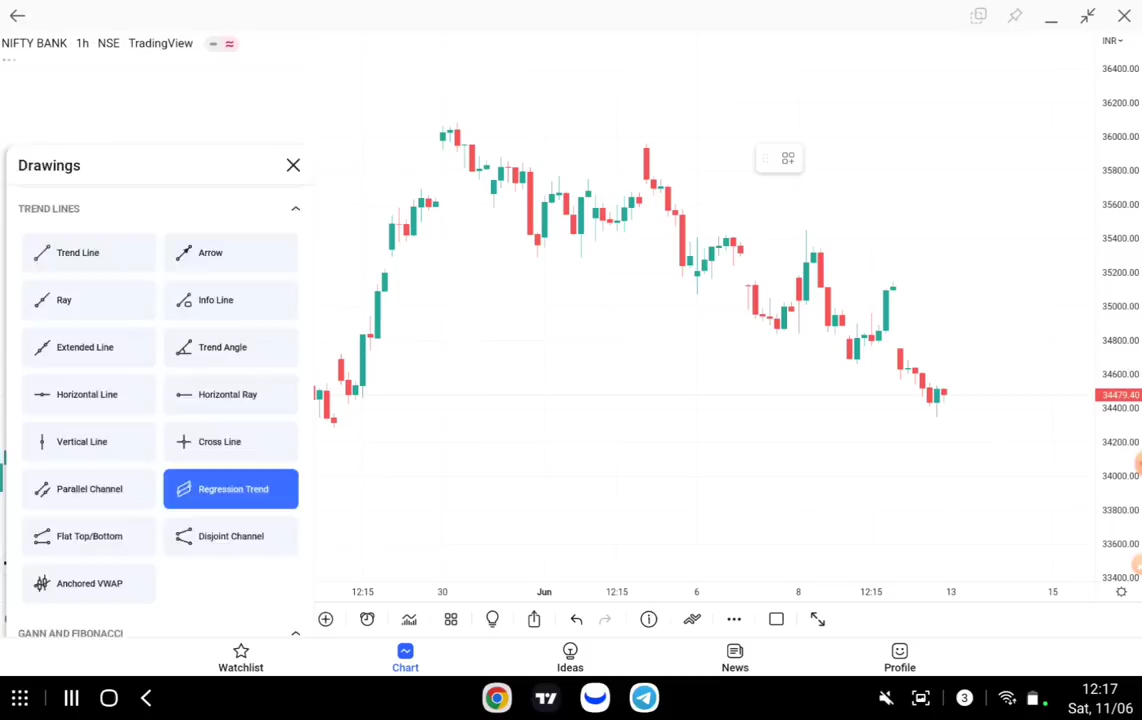 NIFTY BANK 1h NSE TradingView
INR
36400.00
36200.00
36000.00
35800.00
35600.00
35400.00
35200.00
35000.00
34800.00
34600.00
34479.40
34400.00
34200.00
34000.00
33800.00
33600.00
33400.00
Drawings
TREND LINES
Trend Line Arrow
Ray Info Line
Extended Line Trend Angle
Horizontal Line Horizontal Ray
Vertical Line Cross Line
Parallel Channel Regression Trend
Flat Top/Bottom Disjoint Channel
Anchored VWAP
GANN AND FIBONACCI
12:15 30 Jun 12:15 6 8 12:15 13 15
Watchlist Chart Ideas News Profile
3 12:17
Sat, 11/06